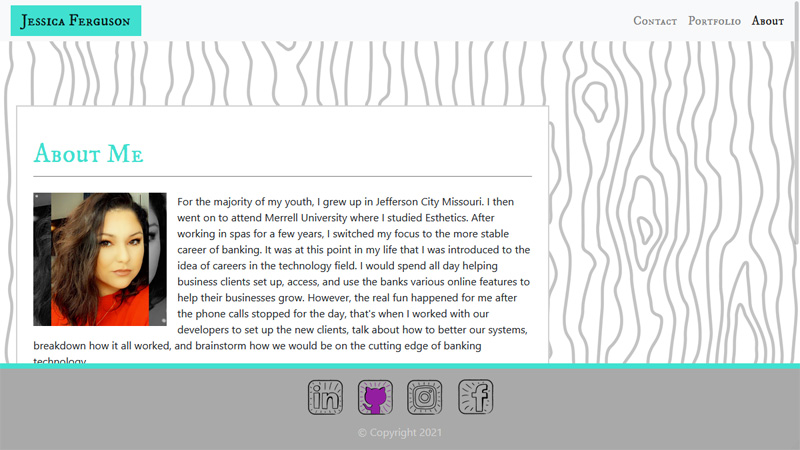 Jessica Ferguson
Contact Portfolio About
About Me
For the majority of my youth, I grew up in Jefferson City Missouri. I then
went on to attend Merrell University where I studied Esthetics. After
working in spas for a few years, I switched my focus to the more stable
career of banking. It was at this point in my life that I was introduced to the
idea of careers in the technology field. I would spend all day helping
business clients set up, access, and use the banks various online features to
help their businesses grow. However, the real fun happened for me after
the phone calls stopped for the day, that's when I worked with our
developers to set up the new clients, talk about how to better our systems,
breakdown how it all worked, and brainstorm how we would be on the cutting edge of banking
technology.
in
f
© Copyright 2021